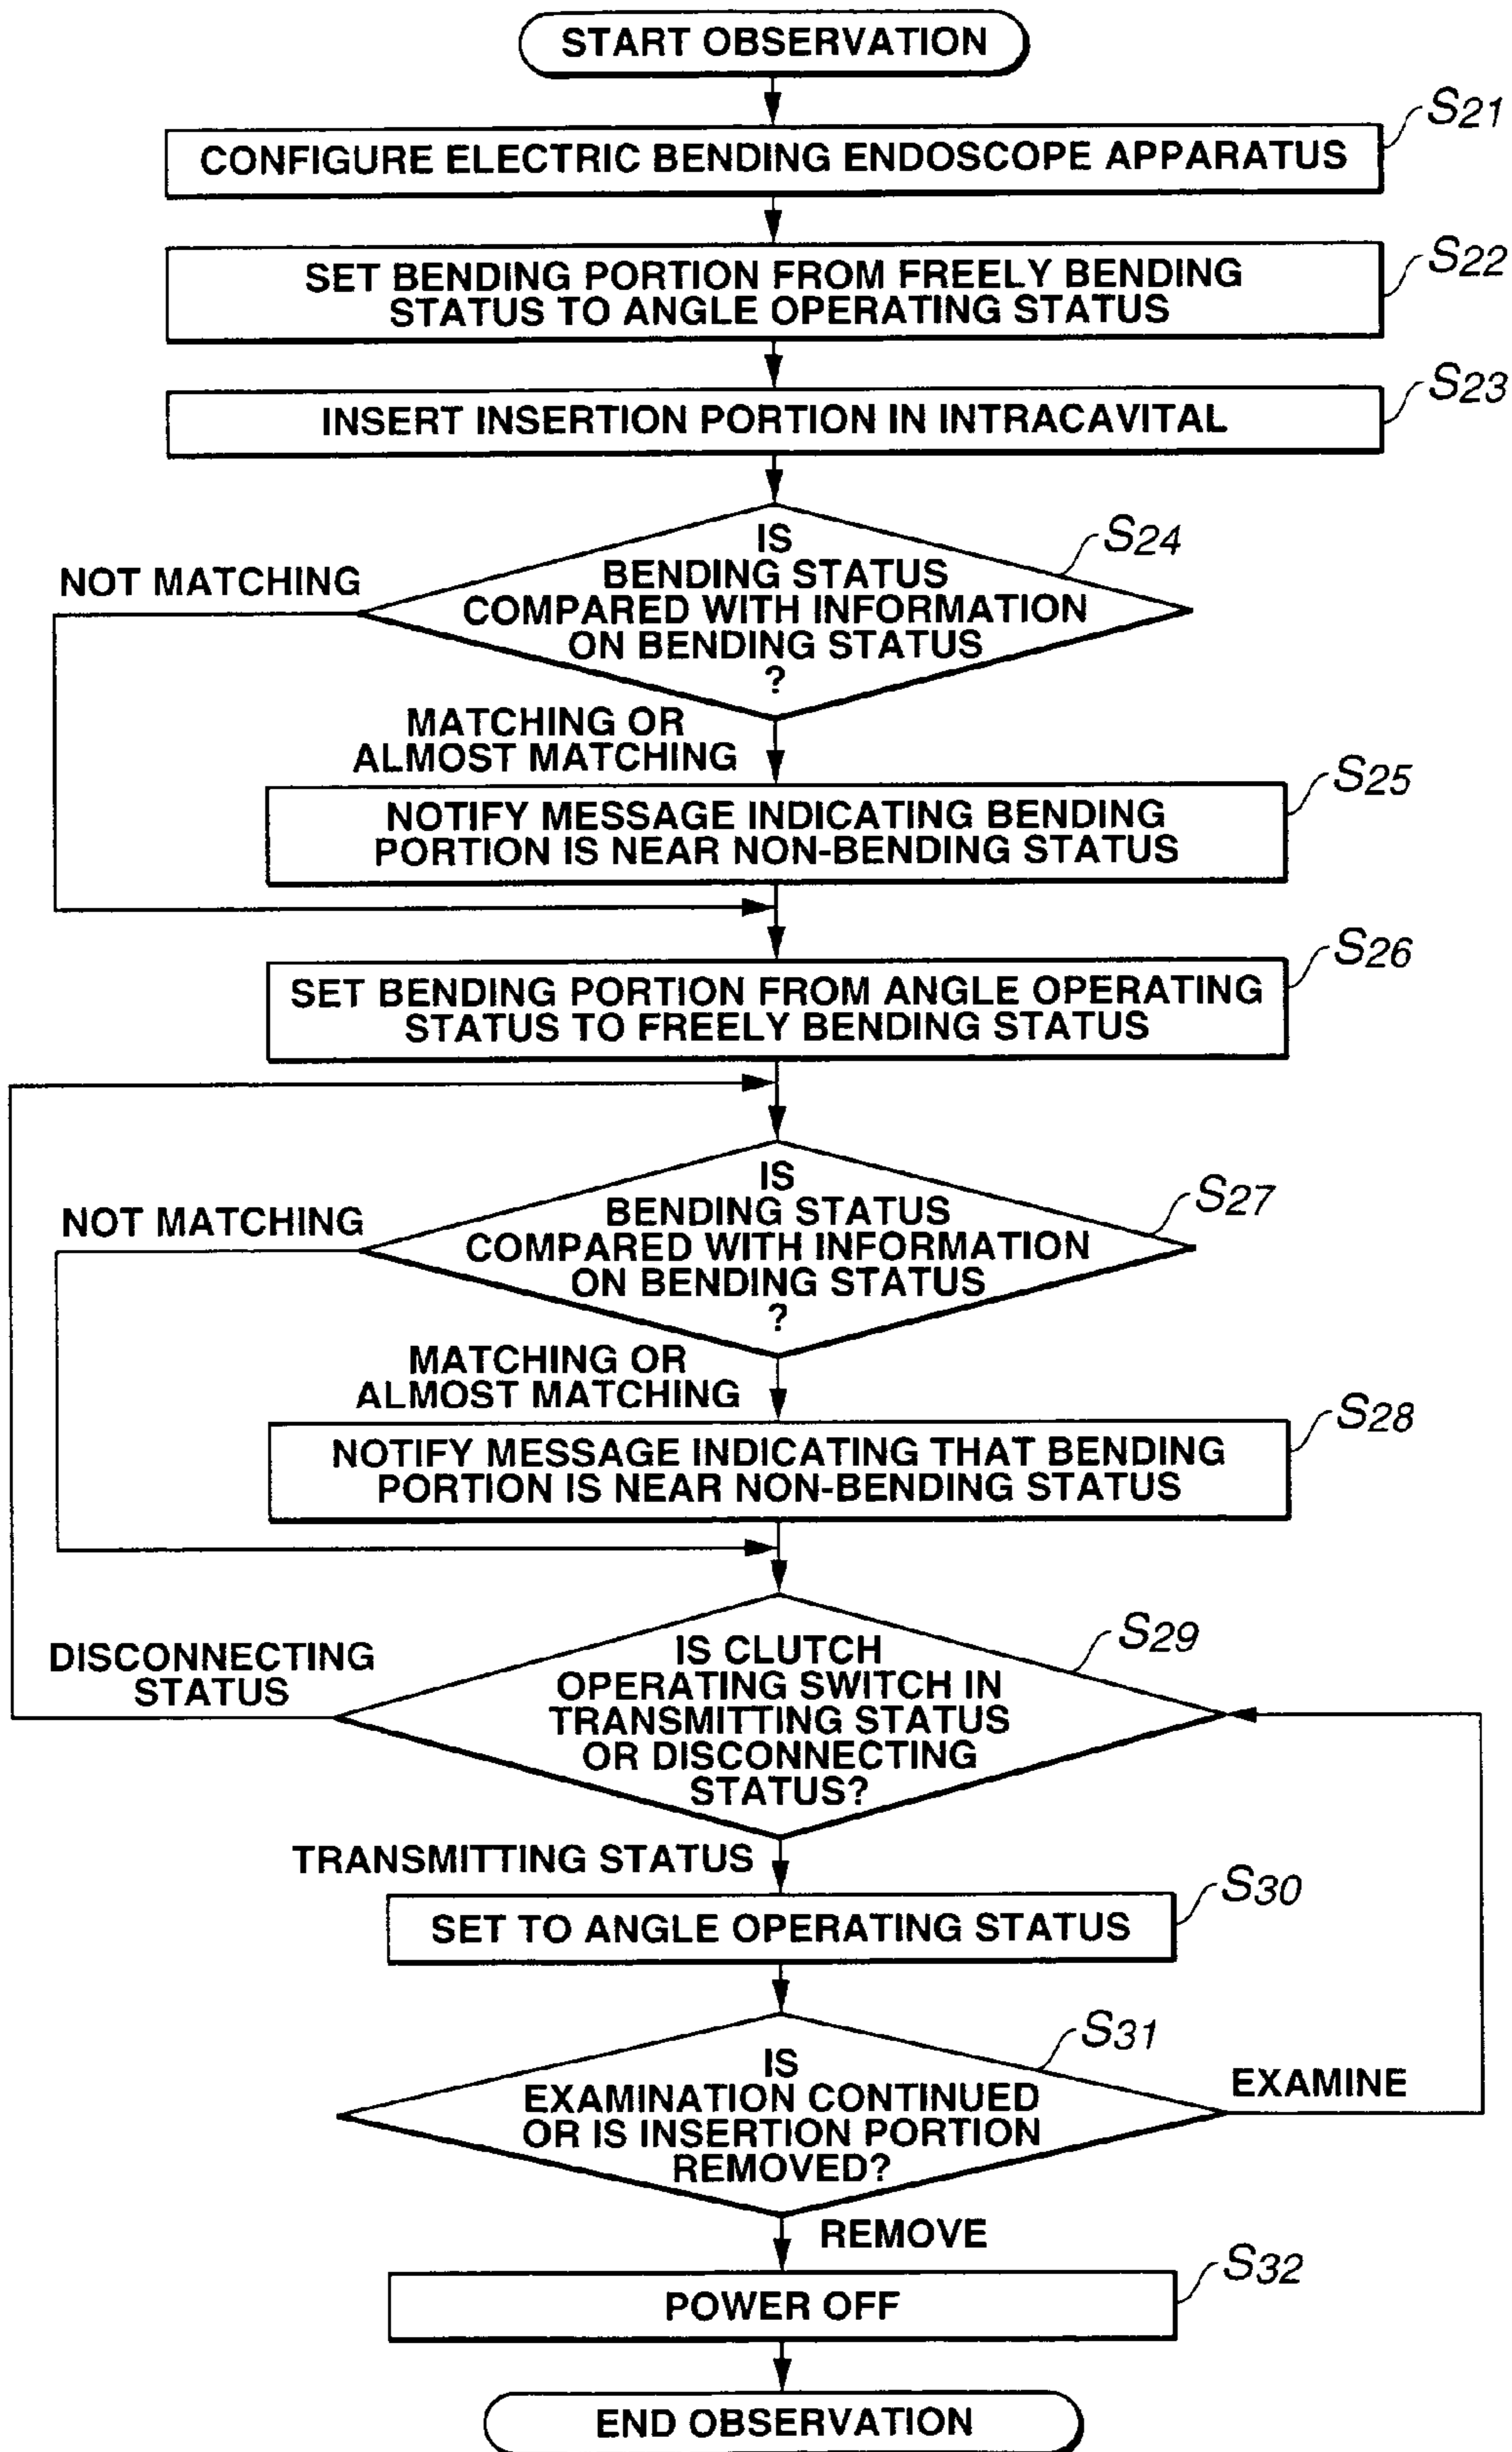 START OBSERVATION
S21
CONFIGURE ELECTRIC BENDING ENDOSCOPE APPARATUS
S22
SET BENDING PORTION FROM FREELY BENDING
STATUS TO ANGLE OPERATING STATUS
S23
INSERT INSERTION PORTION IN INTRACAVITAL
S24
IS
BENDING STATUS
COMPARED WITH INFORMATION
ON BENDING STATUS
?
NOT MATCHING
MATCHING OR
ALMOST MATCHING
S25
NOTIFY MESSAGE INDICATING BENDING
PORTION IS NEAR NON-BENDING STATUS
S26
SET BENDING PORTION FROM ANGLE OPERATING
STATUS TO FREELY BENDING STATUS
S27
IS
BENDING STATUS
COMPARED WITH INFORMATION
ON BENDING STATUS
?
NOT MATCHING
MATCHING OR
ALMOST MATCHING
S28
NOTIFY MESSAGE INDICATING THAT BENDING
PORTION IS NEAR NON-BENDING STATUS
S29
IS CLUTCH
OPERATING SWITCH IN
TRANSMITTING STATUS
OR DISCONNECTING
STATUS?
DISCONNECTING
STATUS
TRANSMITTING STATUS
S30
SET TO ANGLE OPERATING STATUS
S31
IS
EXAMINATION CONTINUED
OR IS INSERTION PORTION
REMOVED?
EXAMINE
REMOVE
S32
POWER OFF
END OBSERVATION